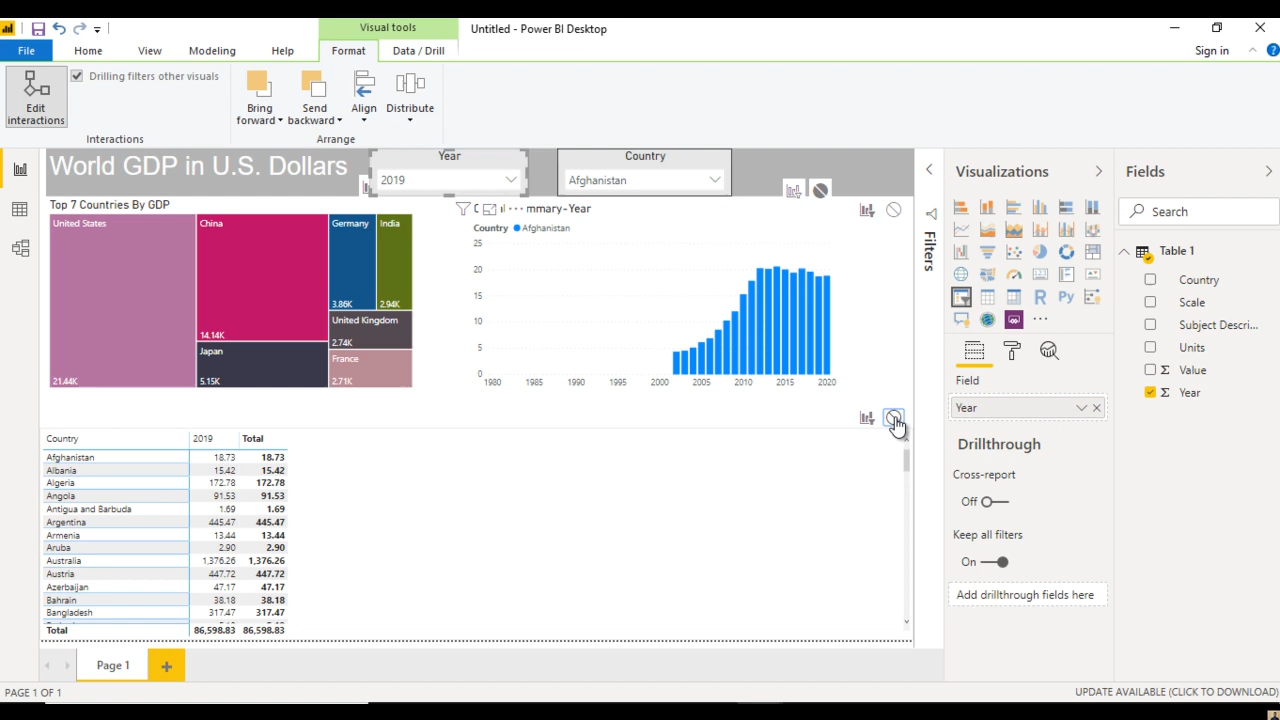 Visual tools
Untitled - Power BI Desktop
File Home View Modeling Help Format Data / Drill Sign in
Drilling filters other visuals
Edit interactions
Bring forward
Send backward
Align
Distribute
Interactions
Arrange
World GDP in U.S. Dollars
Year
2019
Country
Afghanistan
Top 7 Countries By GDP
United States
21.44K
China
14.14K
Japan
5.15K
Germany
3.86K
India
2.94K
United Kingdom
2.74K
France
2.71K
mmary-Year
Country Afghanistan
25
20
15
10
5
0
1980 1985 1990 1995 2000 2005 2010 2015 2020
Country 2019 Total
Afghanistan 18.73 18.73
Albania 15.42 15.42
Algeria 172.78 172.78
Angola 91.53 91.53
Antigua and Barbuda 1.69 1.69
Argentina 445.47 445.47
Armenia 13.44 13.44
Aruba 2.90 2.90
Australia 1,376.26 1,376.26
Austria 447.72 447.72
Azerbaijan 47.17 47.17
Bahrain 38.18 38.18
Bangladesh 317.47 317.47
Total 86,598.83 86,598.83
Filters
Visualizations
R Py
Field
Year
Drillthrough
Cross-report
Off
Keep all filters
On
Add drillthrough fields here
Fields
Search
Table 1
Country
Scale
Subject Descri...
Units
Σ Value
Σ Year
Page 1
PAGE 1 OF 1
UPDATE AVAILABLE (CLICK TO DOWNLOAD)